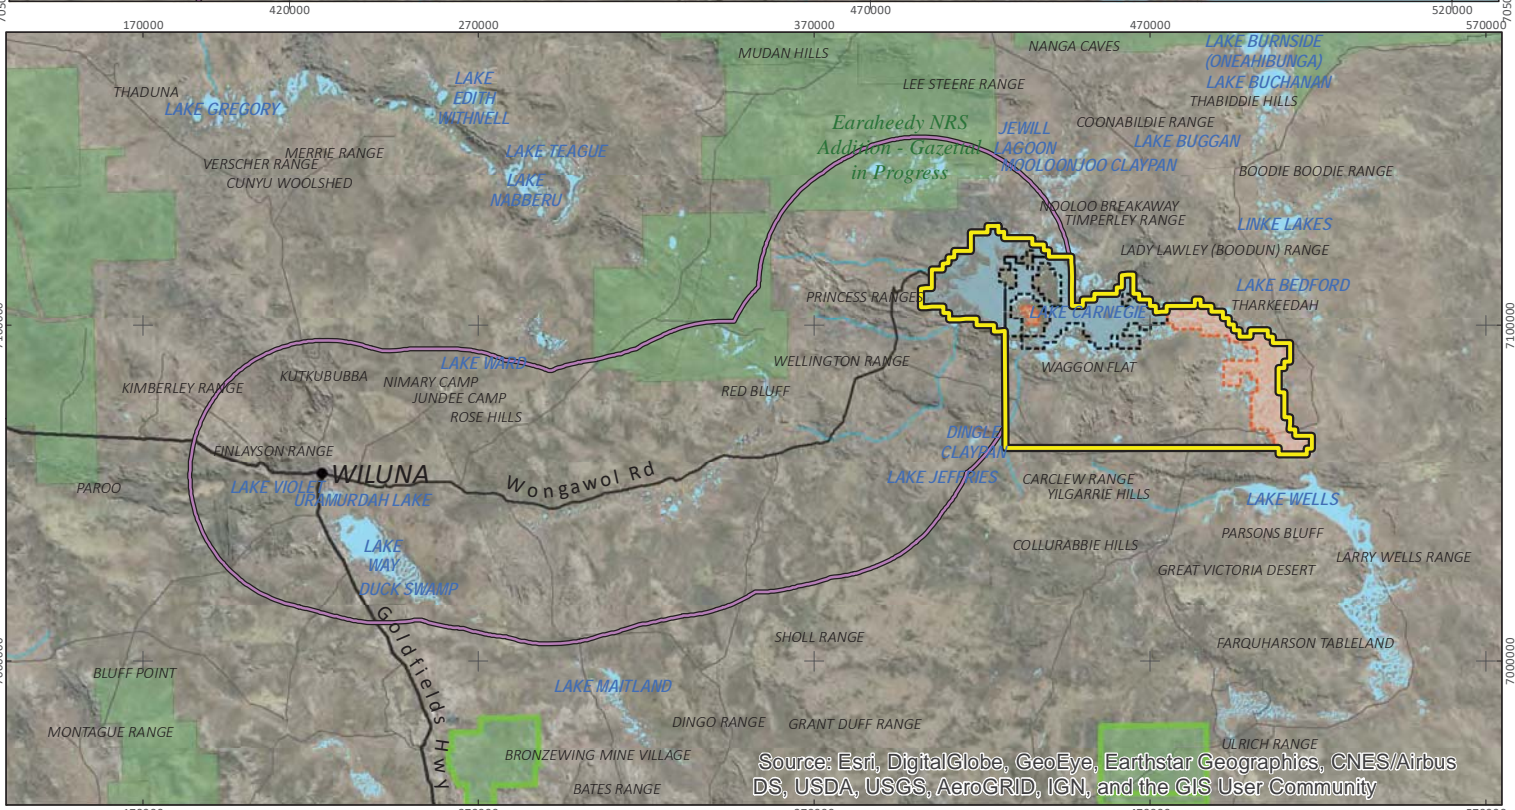 420000
470000
520000
170000
270000
370000
470000
570000
MUDAN HILLS
NANGA CAVES
LAKE BURNSIDE
(ONEAHIBUNGA)
LAKE BUCHANAN
THABIDDIE HILLS
LEE STEERE RANGE
THADUNA
LAKE GREGORY
LAKE
EDITH
WITHNELL
Earaheedy NRS
Addition - Gazettal
in Progress
JEWILL
LAGOON
COONABILDIE RANGE
LAKE BUGGAN
MOOLOONJOO CLAYPAN
BOODIE BOODIE RANGE
MERRIE RANGE
VERSCHER RANGE
CUNYU WOOLSHED
LAKE TEAGUE
LAKE
NABBERU
NOOLOO BREAKAWAY
TIMPERLEY RANGE
LINKE LAKES
LADY LAWLEY (BOODUN) RANGE
PRINCESS RANGES
LAKE BEDFORD
THARKEEDAH
LAKE CARNEGIE
7100000
7100000
LAKE WARD
WELLINGTON RANGE
WAGGON FLAT
KUTKUBUBBA
KIMBERLEY RANGE
NIMARY CAMP
JUNDEE CAMP
ROSE HILLS
RED BLUFF
FINLAYSON RANGE
DINGLE
CLAYPAN
WILUNA
Wongawol Rd
LAKE JEFFRIES
CARCLEW RANGE
YILGARRIE HILLS
LAKE WELLS
PAROO
LAKE VIOLET
URAMURDAH LAKE
LAKE
WAY
DUCK SWAMP
COLLURABBIE HILLS
PARSONS BLUFF
LARRY WELLS RANGE
GREAT VICTORIA DESERT
Goldfields Hwy
SHOLL RANGE
FARQUHARSON TABLELAND
7000000
BLUFF POINT
LAKE MAITLAND
MONTAGUE RANGE
DINGO RANGE
GRANT DUFF RANGE
ULRICH RANGE
BRONZEWING MINE VILLAGE
BATES RANGE
Source: Esri, DigitalGlobe, GeoEye, Earthstar Geographics, CNES/Airbus
DS, USDA, USGS, AeroGRID, IGN, and the GIS User Community